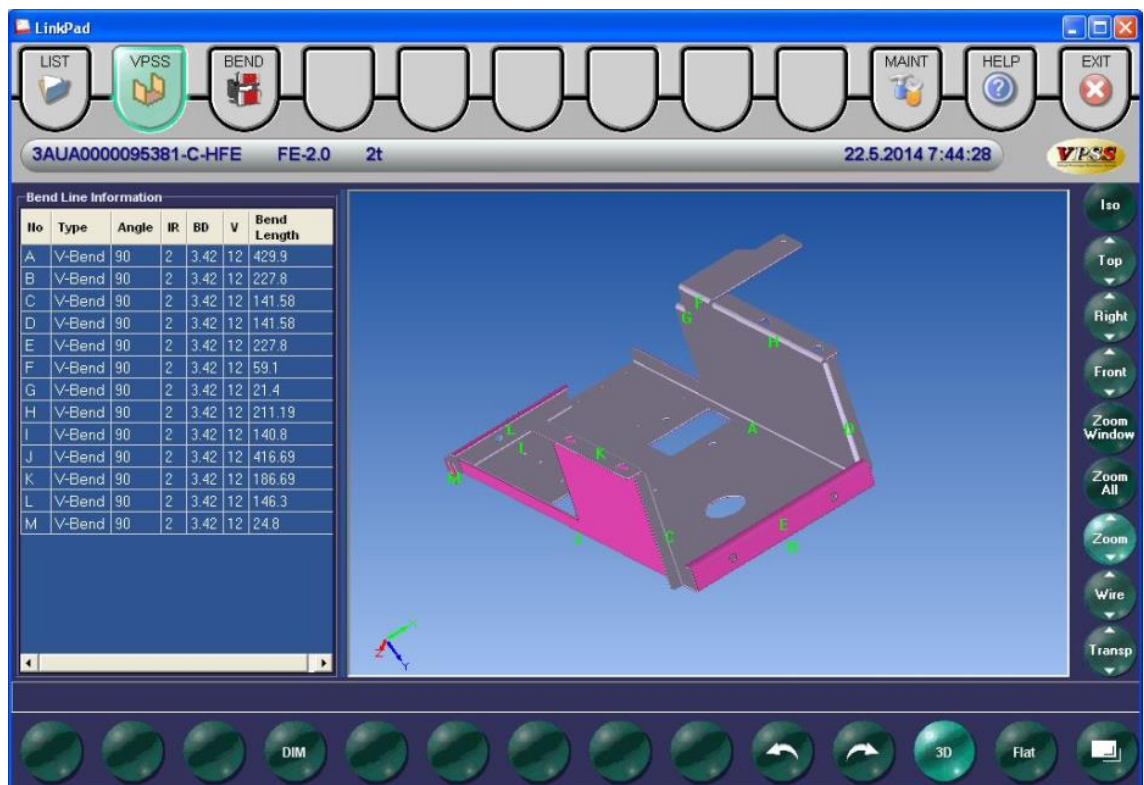 LinkPad
LIST VPSS BEND MAINT HELP EXIT
3AUA0000095381-C-HFE FE-2.0 2t 22.5.2014 7:44:28 VPSS
Bend Line Information
No Type Angle IR BD V Bend Length
A V-Bend 90 2 3.42 12 429.9
B V-Bend 90 2 3.42 12 227.8
C V-Bend 90 2 3.42 12 141.58
D V-Bend 90 2 3.42 12 141.58
E V-Bend 90 2 3.42 12 227.8
F V-Bend 90 2 3.42 12 59.1
G V-Bend 90 2 3.42 12 21.4
H V-Bend 90 2 3.42 12 211.19
I V-Bend 90 2 3.42 12 140.8
J V-Bend 90 2 3.42 12 416.69
K V-Bend 90 2 3.42 12 186.69
L V-Bend 90 2 3.42 12 146.3
M V-Bend 90 2 3.42 12 24.8
F
G
H
A
D
L
K
M
E
C
X
Z
Y
Iso
Top
Right
Front
Zoom
Window
Zoom
All
Zoom
Wire
Transp
DIM 3D Flat